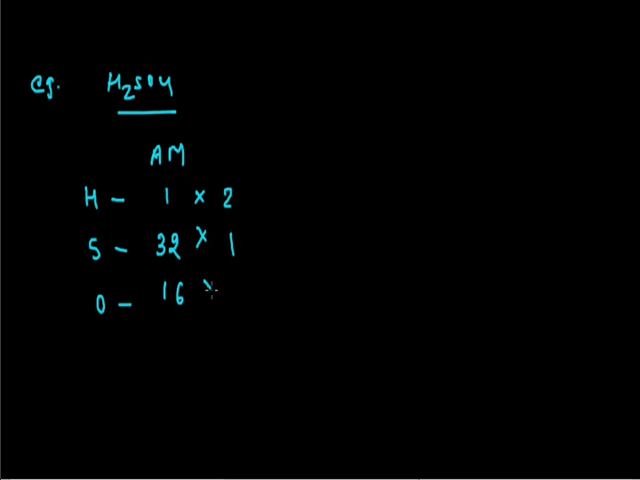 eg. H2SO4
AM
H - 1 x 2
S - 32 x 1
O - 16